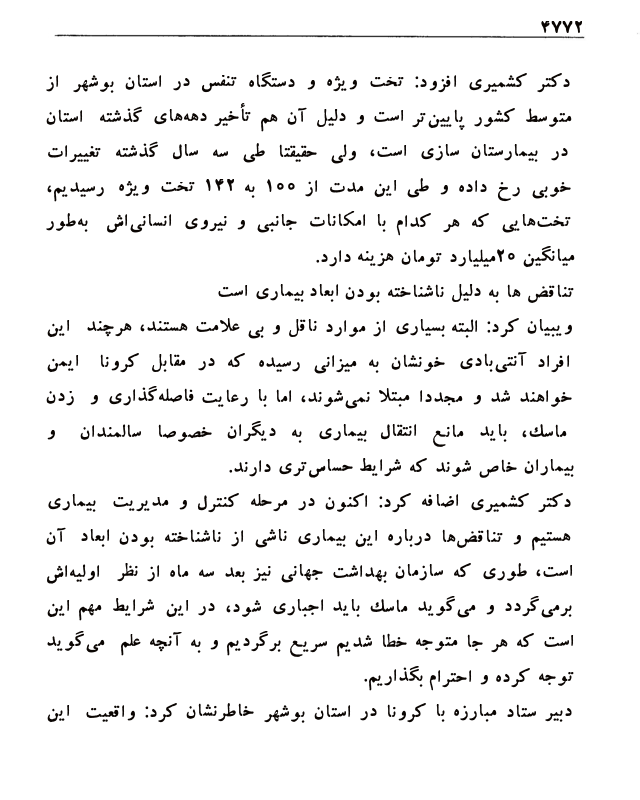 ۴۷۷۲
دکتر کشمیری افزود: تخت ویژه و دستگاه تنفس در استان بوشهر از
متوسط کشور پایین‌تر است و دلیل آن هم تأخیر دهه‌های گذشته استان
در بیمارستان سازی است، ولی حقیقتا طی سه سال گذشته تغییرات
خوبی رخ داده و طی این مدت از ۱۰۰ به ۱۴۲ تخت ویژه رسیدیم،
تخت‌هایی که هر کدام با امکانات جانبی و نیروی انسانی‌اش به‌طور
میانگین ۲۰میلیارد تومان هزینه دارد.
تناقض ها به دلیل ناشناخته بودن ابعاد بیماری است
ویبیان کرد: البته بسیاری از موارد ناقل و بی علامت هستند، هرچند این
افراد آنتی‌بادی خونشان به میزانی رسیده که در مقابل کرونا ایمن
خواهند شد و مجددا مبتلا نمی‌شوند، اما با رعایت فاصله‌گذاری و زدن
ماسك، باید مانع انتقال بیماری به دیگران خصوصا سالمندان و
بیماران خاص شوند که شرایط حساس‌تری دارند.
دکتر کشمیری اضافه کرد: اکنون در مرحله کنترل و مدیریت بیماری
هستیم و تناقض‌ها درباره این بیماری ناشی از ناشناخته بودن ابعاد آن
است، طوری که سازمان بهداشت جهانی نیز بعد سه ماه از نظر اولیه‌اش
برمی‌گردد و می‌گوید ماسك باید اجباری شود، در این شرایط مهم این
است که هر جا متوجه خطا شدیم سریع برگردیم و به آنچه علم می‌گوید
توجه کرده و احترام بگذاریم.
دبیر ستاد مبارزه با کرونا در استان بوشهر خاطرنشان کرد: واقعیت این